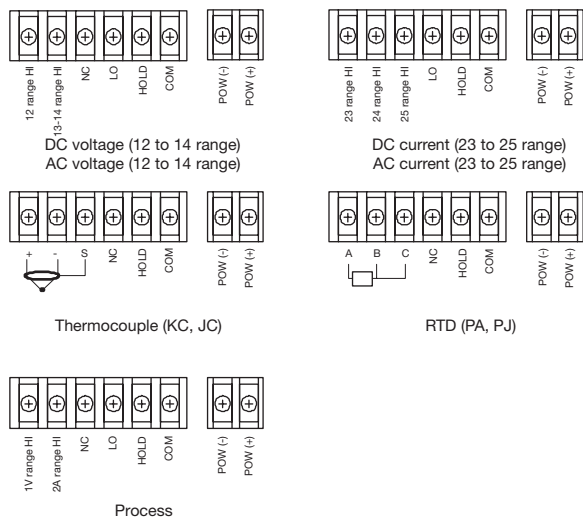 12 range HI
13-14 range HI
NC
LO
HOLD
COM
POW (-)
POW (+)
DC voltage (12 to 14 range)
AC voltage (12 to 14 range)
23 range HI
24 range HI
25 range HI
LO
HOLD
COM
POW (-)
POW (+)
DC current (23 to 25 range)
AC current (23 to 25 range)
+
-
S
NC
HOLD
COM
POW (-)
POW (+)
Thermocouple (KC, JC)
A
B
C
NC
HOLD
COM
POW (-)
POW (+)
RTD (PA, PJ)
1V range HI
2A range HI
NC
LO
HOLD
COM
POW (-)
POW (+)
Process